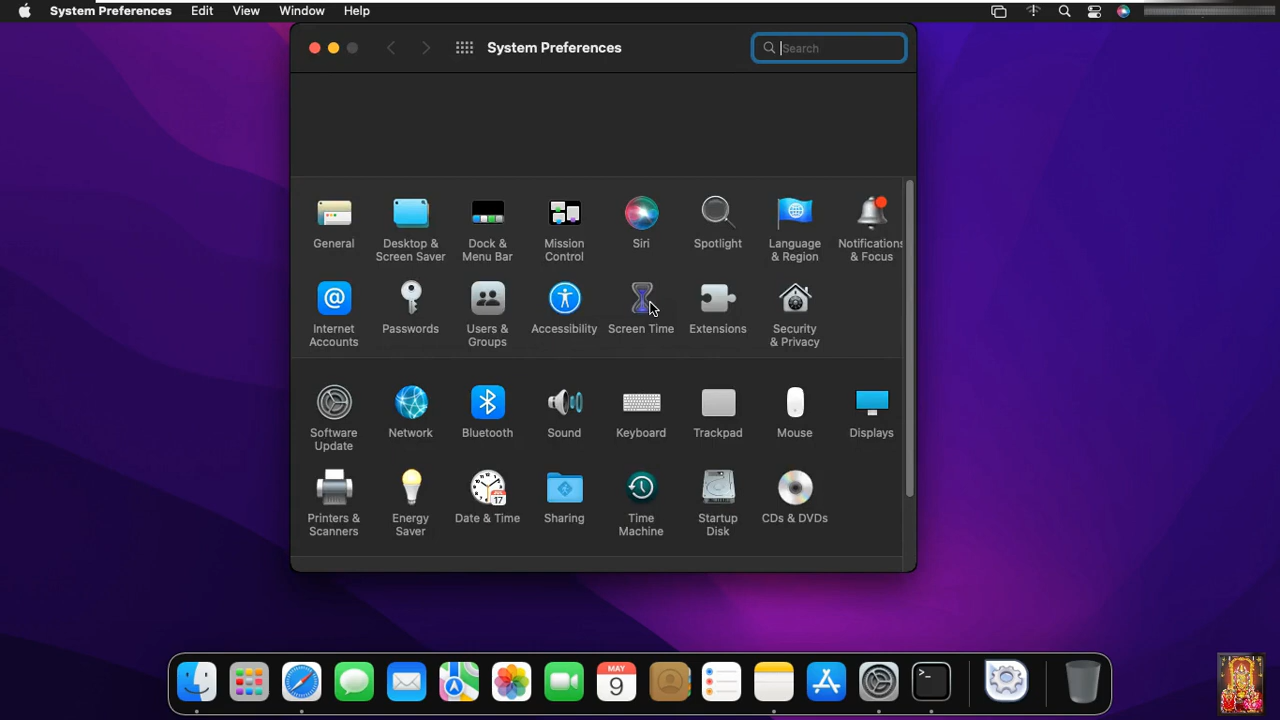 System Preferences Edit View Window Help
System Preferences
Search
General
Desktop &
Screen Saver
Dock &
Menu Bar
Mission
Control
Siri
Spotlight
Language
& Region
Notifications
& Focus
Internet
Accounts
Passwords
Users &
Groups
Accessibility
Screen Time
Extensions
Security
& Privacy
Software
Update
Network
Bluetooth
Sound
Keyboard
Trackpad
Mouse
Displays
Printers &
Scanners
Energy
Saver
Date & Time
Sharing
Time
Machine
Startup
Disk
CDs & DVDs
MAY
9